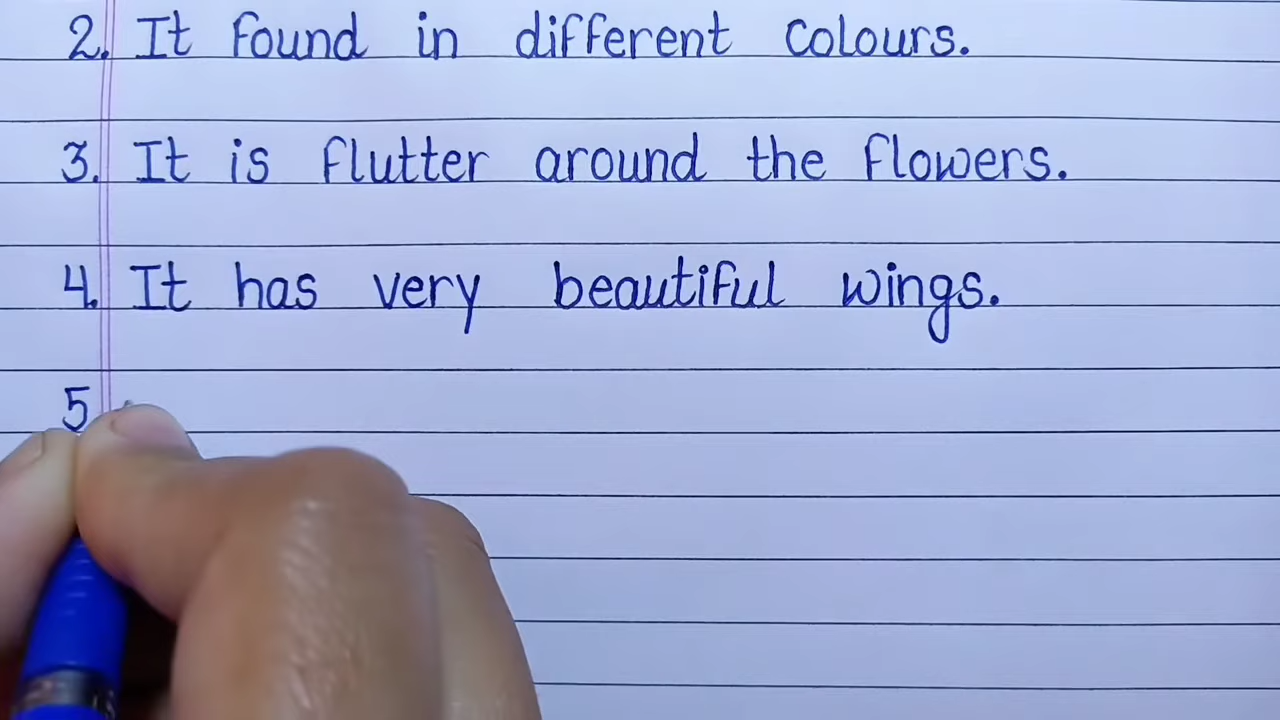 2. It found in different colours.
3. It is flutter around the flowers.
4. It has very beautiful wings.
5